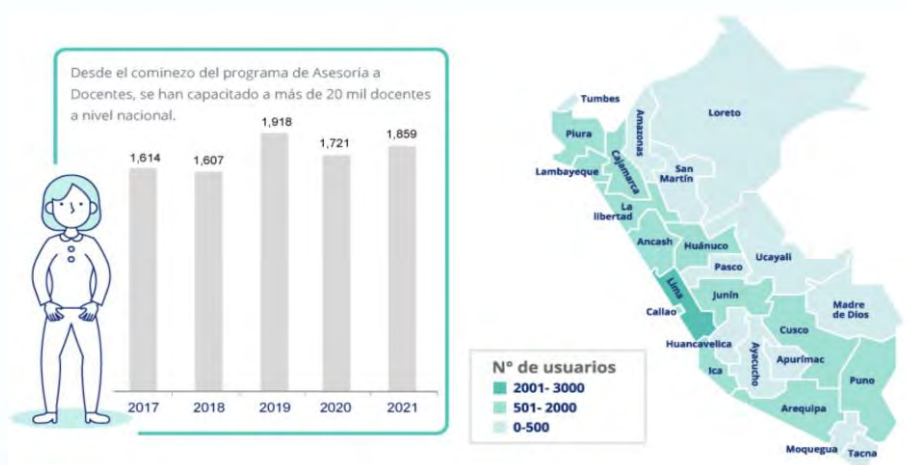 Desde el cominezo del programa de Asesoría a
Docentes, se han capacitado a más de 20 mil docentes
a nivel nacional.
1,614
1,607
1,918
1,721
1,859
2017
2018
2019
2020
2021
Tumbes
Piura
Lambayeque
Amazonas
Loreto
Cajamarca
San
Martín
La
libertad
Ancash
Huánuco
Ucayali
Pasco
Lima
Callao
Junín
Madre
de Dios
Cusco
Huancavelica
Ica
Ayacucho
Apurímac
Puno
Arequipa
Moquegua
Tacna
N° de usuarios
2001- 3000
501- 2000
0-500